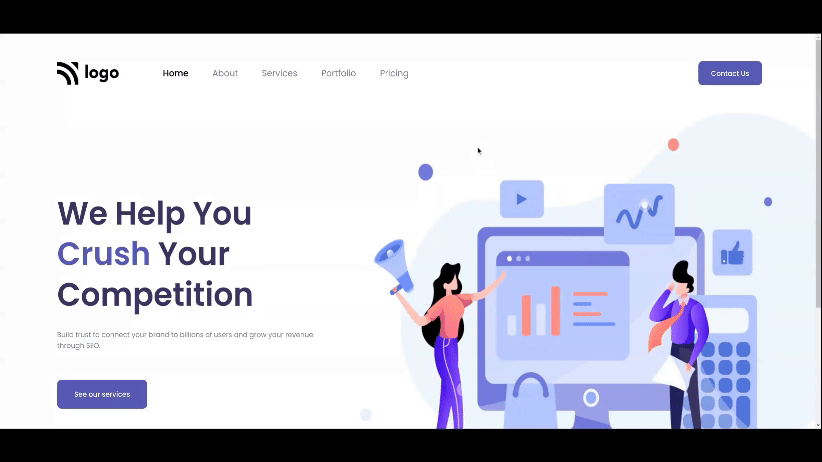 logo
Home About Services Portfolio Pricing
Contact Us
We Help You
Crush Your
Competition
Build trust to connect your brand to billions of users and grow your revenue
through SEO.
See our services